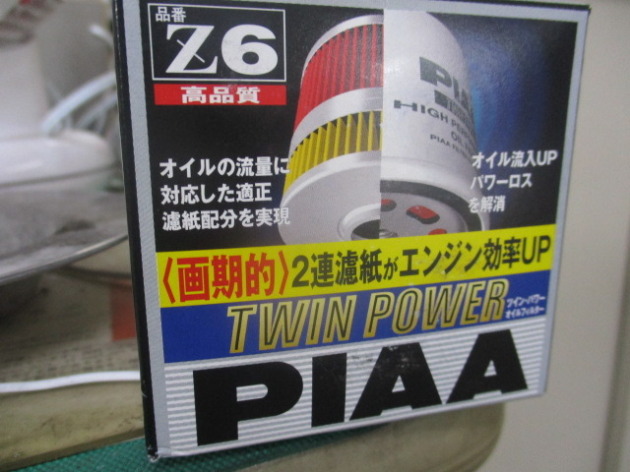 品番
Z6
高品質
オイルの流量に
対応した適正
濾紙配分を実現
PIAA
HIGH
PIAA
オイル流入UP
パワーロス
を解消
〈画期的〉2連濾紙がエンジン効率UP
TWIN POWER
ツイン・パワー
オイルフィルター
PIAA